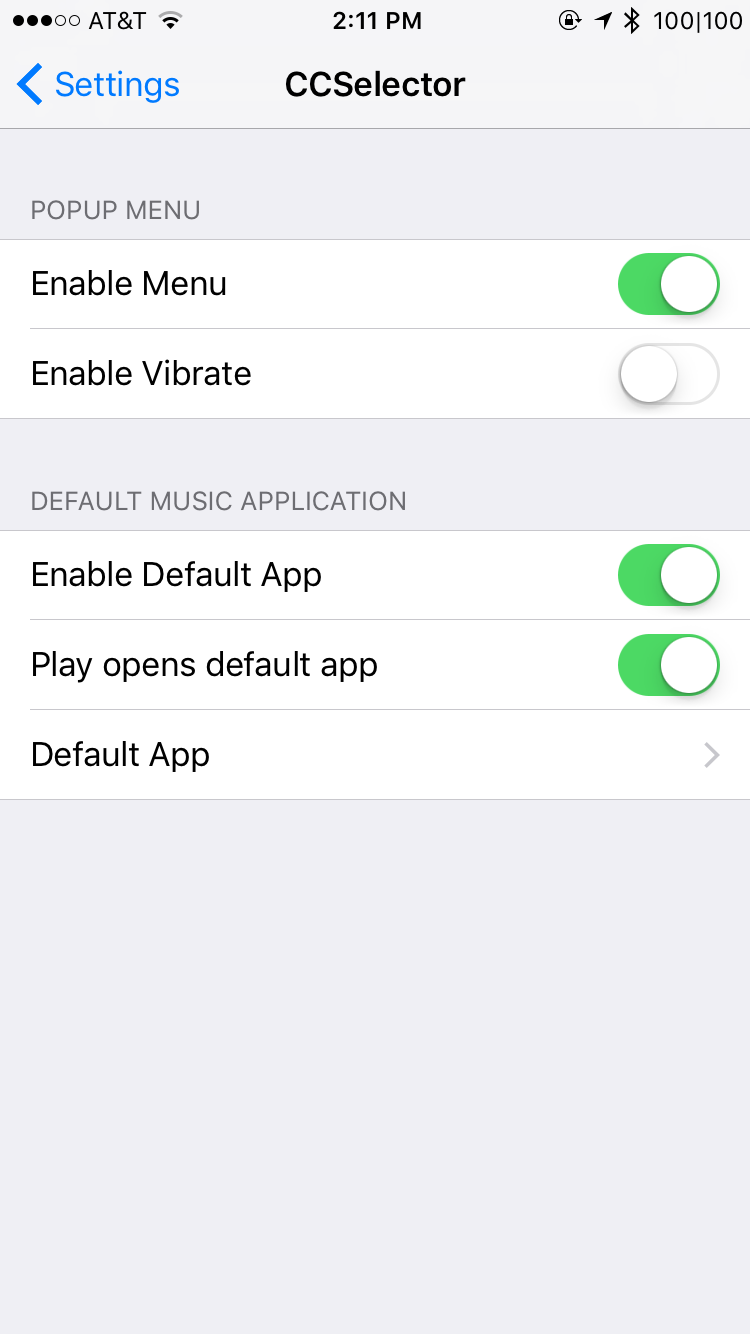 AT&T 2:11 PM 100|100
Settings CCSelector
POPUP MENU
Enable Menu
Enable Vibrate
DEFAULT MUSIC APPLICATION
Enable Default App
Play opens default app
Default App